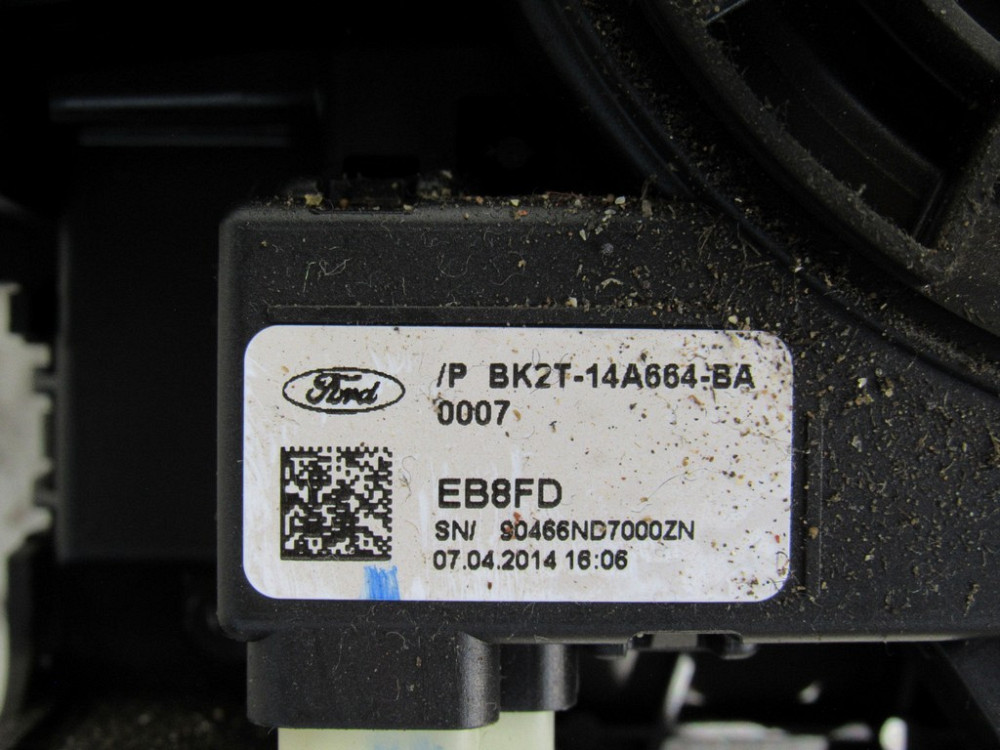 Ford
/P BK2T-14A664-BA
0007
EB8FD
SN/ 90466ND7000ZN
07.04.2014 16:06